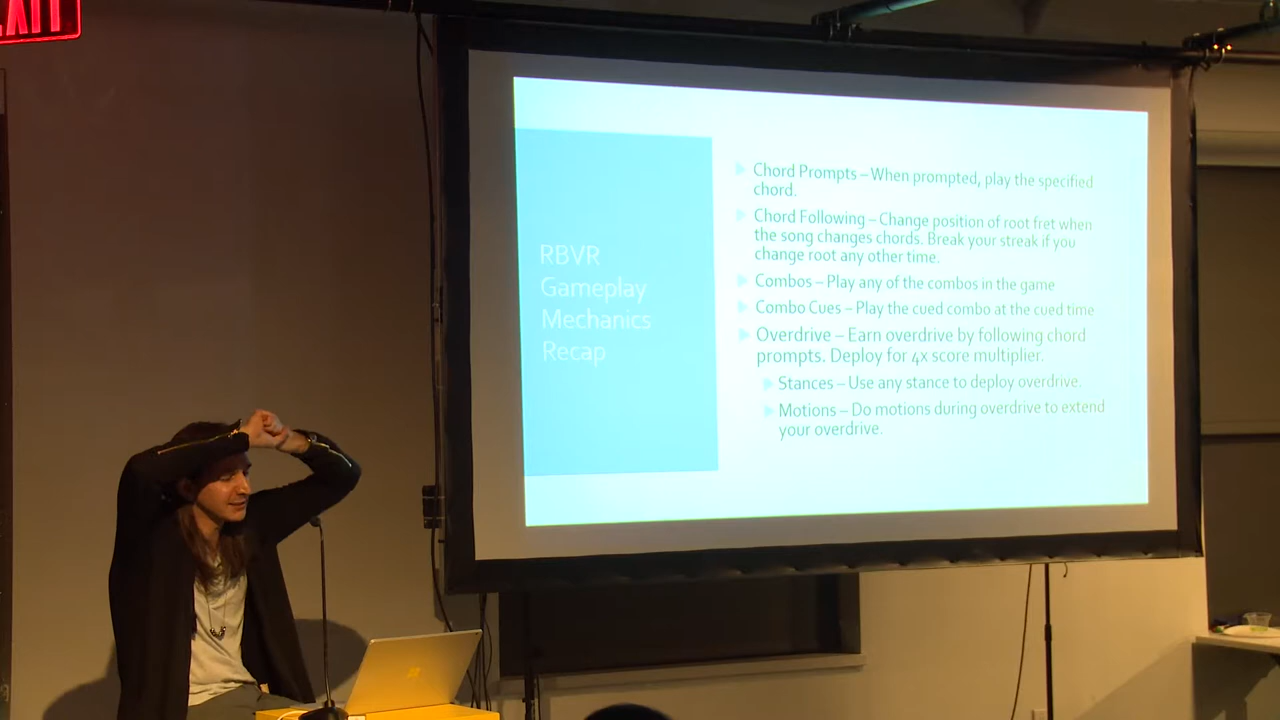 EXIT
RBVR
Gameplay
Mechanics
Recap
Chord Prompts – When prompted, play the specified
chord.
Chord Following – Change position of root fret when
the song changes chords. Break your streak if you
change root any other time.
Combos – Play any of the combos in the game
Combo Cues – Play the cued combo at the cued time
Overdrive – Earn overdrive by following chord
prompts. Deploy for 4x score multiplier.
Stances – Use any stance to deploy overdrive.
Motions – Do motions during overdrive to extend
your overdrive.